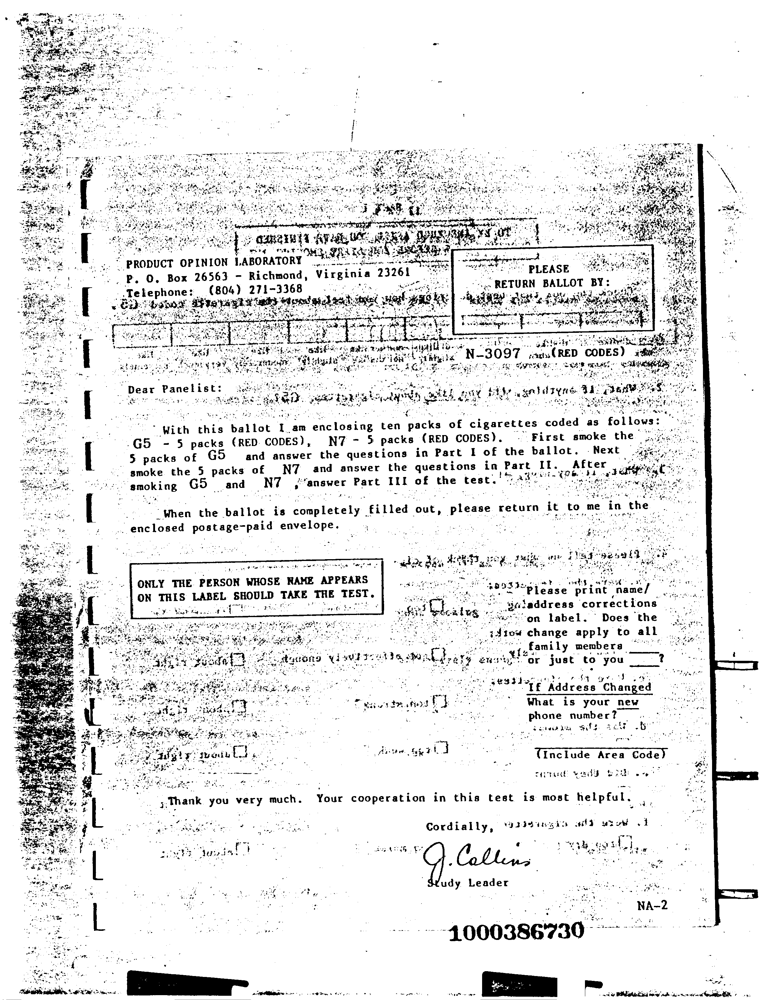 PRODUCT OPINION LABORATORY
P. O. Box 26563 - Richmond, Virginia 23261
Telephone: (804) 271-3368
PLEASE
RETURN BALLOT BY:
N-3097 (RED CODES)
Dear Panelist:
With this ballot I am enclosing ten packs of cigarettes coded as follows:
G5 - 5 packs (RED CODES), N7 - 5 packs (RED CODES). First smoke the
5 packs of G5 and answer the questions in Part I of the ballot. Next
smoke the 5 packs of N7 and answer the questions in Part II. After
smoking G5 and N7, answer Part III of the test.
When the ballot is completely filled out, please return it to me in the
enclosed postage-paid envelope.
ONLY THE PERSON WHOSE NAME APPEARS
ON THIS LABEL SHOULD TAKE THE TEST.
Please print name/
address corrections
on label. Does the
change apply to all
family members ___
or just to you ___?
If Address Changed
What is your new
phone number?
(Include Area Code)
Thank you very much. Your cooperation in this test is most helpful.
Cordially,
J. Collins
Study Leader
NA-2
1000386730